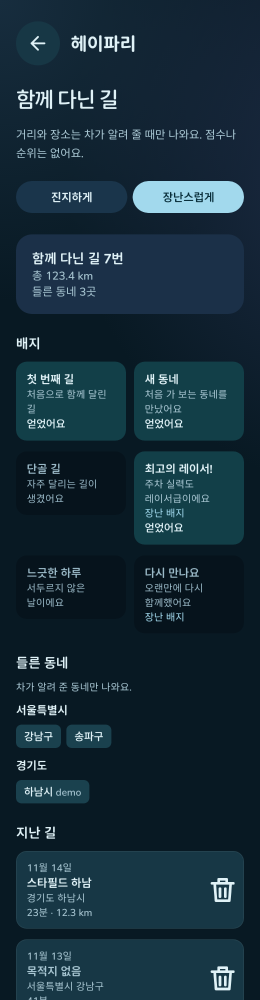 헤이파리
함께 다닌 길
거리와 장소는 차가 알려 줄 때만 나와요. 점수나
순위는 없어요.
진지하게
장난스럽게
함께 다닌 길 7번
총 123.4 km
들른 동네 3곳
배지
첫 번째 길
처음으로 함께 달린
길
얻었어요
새 동네
처음 가 보는 동네를
만났어요
얻었어요
단골 길
자주 달리는 길이
생겼어요
최고의 레이서!
주차 실력도
레이서급이에요
장난 배지
얻었어요
느긋한 하루
서두르지 않은
날이에요
다시 만나요
오랜만에 다시
함께했어요
장난 배지
들른 동네
차가 알려 준 동네만 나와요.
서울특별시
강남구
송파구
경기도
하남시 demo
지난 길
11월 14일
스타필드 하남
경기도 하남시
23분 · 12.3 km
11월 13일
목적지 없음
서울특별시 강남구